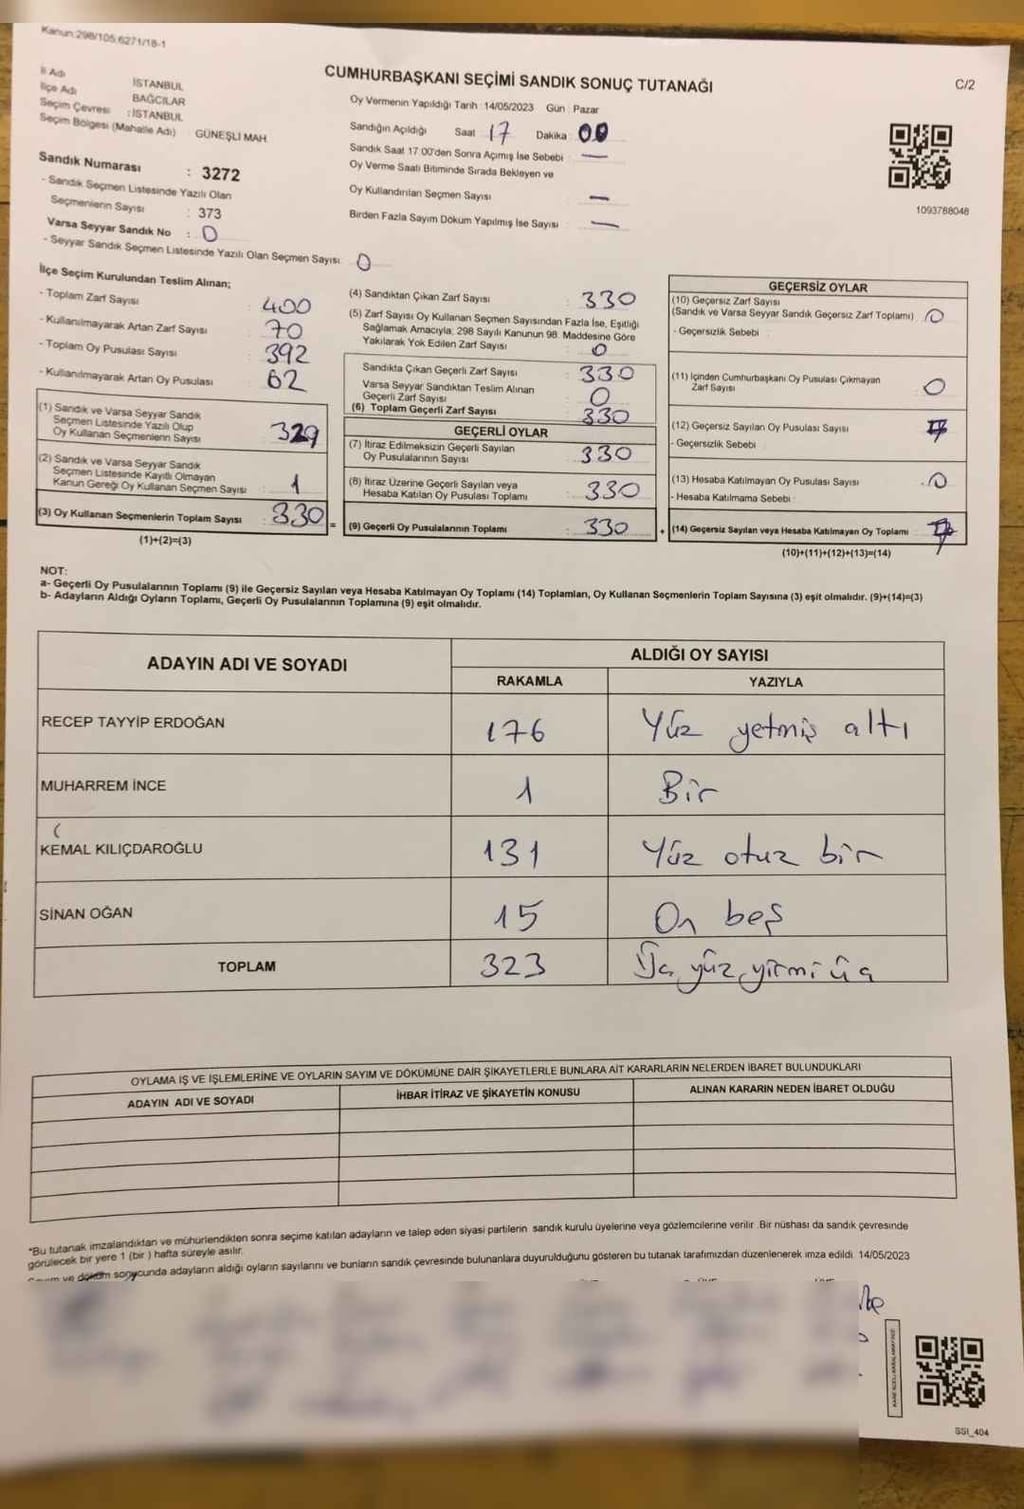 Kanun:298/105;6271/18-1
İl Adı : İSTANBUL
İlçe Adı BAĞCILAR
Seçim Çevresi : İSTANBUL
Seçim Bölgesi (Mahalle Adı) : GÜNEŞLİ MAH
CUMHURBAŞKANI SEÇİMİ SANDIK SONUÇ TUTANAĞI
C/2
Oy Vermenin Yapıldığı Tarih :14/05/2023 Gün : Pazar
Sandığın Açıldığı Saat 17 Dakika : 00
Sandık Saat 17:00'den Sonra Açımış İse Sebebi : —
Oy Verme Saati Bitiminde Sırada Bekleyen ve
Oy Kullandırılan Seçmen Sayısı : —
Birden Fazla Sayım Döküm Yapılmış İse Sayısı : —
1093788048
Sandık Numarası : 3272
- Sandık Seçmen Listesinde Yazılı Olan
Seçmenlerin Sayısı : 373
Varsa Seyyar Sandık No : 0
- Seyyar Sandık Seçmen Listesinde Yazılı Olan Seçmen Sayısı: 0
İlçe Seçim Kurulundan Teslim Alınan;
- Toplam Zarf Sayısı : 400
- Kullanılmayarak Artan Zarf Sayısı : 70
- Toplam Oy Pusulası Sayısı : 392
- Kullanılmayarak Artan Oy Pusulası : 62
(1) Sandık ve Varsa Seyyar Sandık
Seçmen Listesinde Yazılı Olup
Oy Kullanan Seçmenlerin Sayısı : 329
(2) Sandık ve Varsa Seyyar Sandık
Seçmen Listesinde Kayıtlı Olmayan
Kanun Gereği Oy Kullanan Seçmen Sayısı : 1
(3) Oy Kullanan Seçmenlerin Toplam Sayısı : 330
(1)+(2)=(3)
(4) Sandıktan Çıkan Zarf Sayısı : 330
(5) Zarf Sayısı Oy Kullanan Seçmen Sayısından Fazla İse, Eşitliği
Sağlamak Amacıyla; 298 Sayılı Kanunun 98. Maddesine Göre
Yakılarak Yok Edilen Zarf Sayısı : 0
Sandıkta Çıkan Geçerli Zarf Sayısı : 330
Varsa Seyyar Sandıktan Teslim Alınan
Geçerli Zarf Sayısı : 0
(6) Toplam Geçerli Zarf Sayısı : 330
GEÇERLİ OYLAR
(7) İtiraz Edilmeksizin Geçerli Sayılan
Oy Pusulalarının Sayısı : 330
(8) İtiraz Üzerine Geçerli Sayılan veya
Hesaba Katılan Oy Pusulası Toplamı : 330
= (9) Geçerli Oy Pusulalarının Toplamı : 330
GEÇERSİZ OYLAR
(10) Geçersiz Zarf Sayısı
(Sandık ve Varsa Seyyar Sandık Geçersiz Zarf Toplamı) : 0
- Geçersizlik Sebebi :
(11) İçinden Cumhurbaşkanı Oy Pusulası Çıkmayan
Zarf Sayısı : 0
(12) Geçersiz Sayılan Oy Pusulası Sayısı :
- Geçersizlik Sebebi :
(13) Hesaba Katılmayan Oy Pusulası Sayısı : 0
- Hesaba Katılmama Sebebi :
+ (14) Geçersiz Sayılan veya Hesaba Katılmayan Oy Toplamı :
(10)+(11)+(12)+(13)=(14)
NOT:
a- Geçerli Oy Pusulalarının Toplamı (9) ile Geçersiz Sayılan veya Hesaba Katılmayan Oy Toplamı (14) Toplamları, Oy Kullanan Seçmenlerin Toplam Sayısına (3) eşit olmalıdır. (9)+(14)=(3)
b- Adayların Aldığı Oyların Toplamı, Geçerli Oy Pusulalarının Toplamına (9) eşit olmalıdır.
ADAYIN ADI VE SOYADI ALDIĞI OY SAYISI
RAKAMLA YAZIYLA
RECEP TAYYİP ERDOĞAN 176 Yüz yetmiş altı
MUHARREM İNCE 1 Bir
KEMAL KILIÇDAROĞLU 131 Yüz otuz bir
SİNAN OĞAN 15 On beş
TOPLAM 323 Üç yüz yirmi üç
OYLAMA İŞ VE İŞLEMLERİNE VE OYLARIN SAYIM VE DÖKÜMÜNE DAİR ŞİKAYETLERLE BUNLARA AİT KARARLARIN NELERDEN İBARET BULUNDUKLARI
ADAYIN ADI VE SOYADI İHBAR İTİRAZ VE ŞİKAYETİN KONUSU ALINAN KARARIN NEDEN İBARET OLDUĞU
*Bu tutanak imzalandıktan ve mühürlendikten sonra seçime katılan adayların ve talep eden siyasi partilerin sandık kurulu üyelerine veya gözlemcilerine verilir .Bir nüshası da sandık çevresinde
görülecek bir yere 1 (bir ) hafta süreyle asılır.
ve döküm sonucunda adayların aldığı oyların sayılarını ve bunların sandık çevresinde bulunanlara duyurulduğunu gösteren bu tutanak tarafımızdan düzenlenerek imza edildi. 14/05/2023
SSI_404